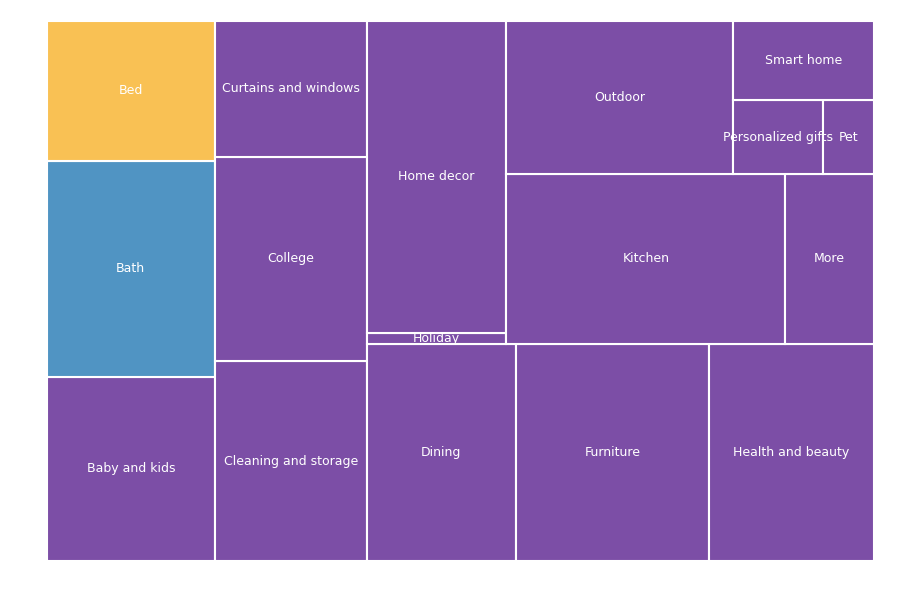 Bed
Curtains and windows
Home decor
Outdoor
Smart home
Personalized gifts
Pet
Bath
College
Kitchen
More
Holiday
Baby and kids
Cleaning and storage
Dining
Furniture
Health and beauty